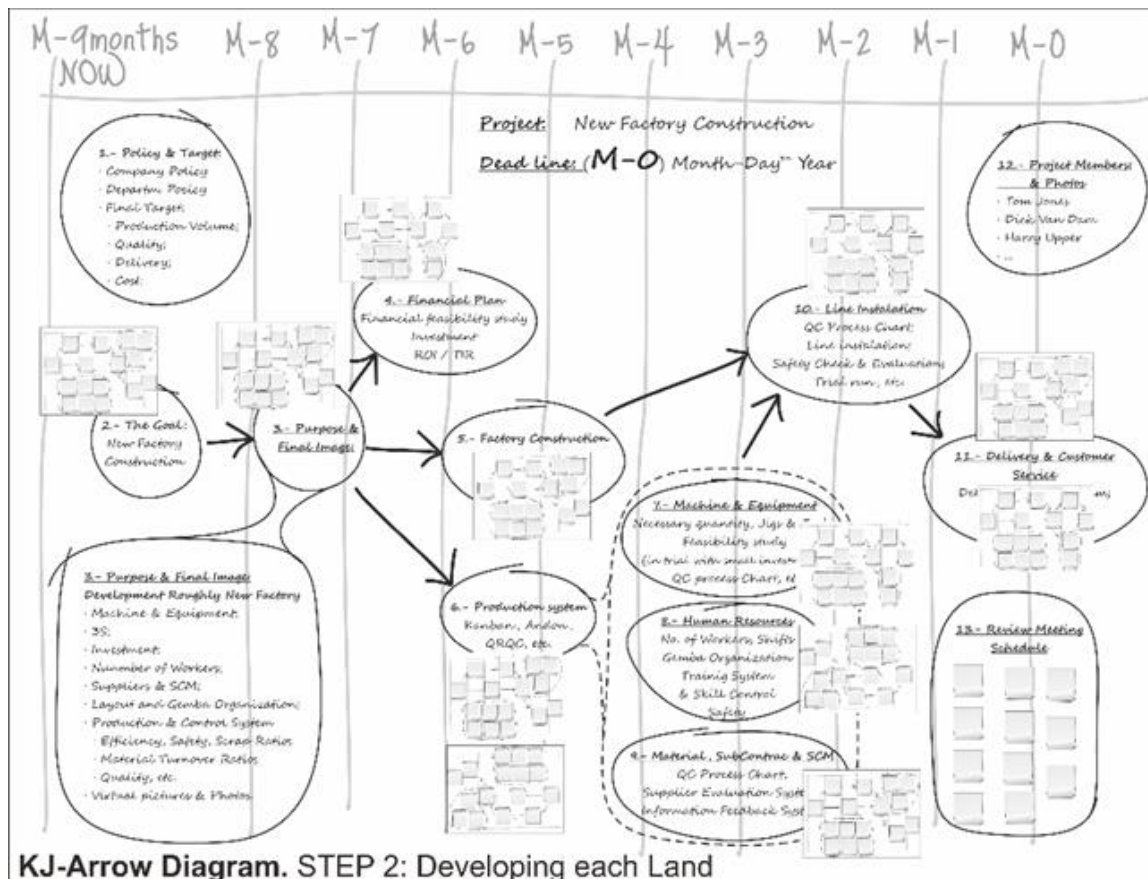 M-9months
NOW
M-8
M-7
M-6
M-5
M-4
M-3
M-2
M-1
M-0
Project: New Factory Construction
Dead line: (M-0) Month-Day Year
1.- Policy & Target:
Company Policy
Departm. Policy
· Final Target:
· Production Volume;
· Quality;
· Delivery;
· Cost;
12.- Project Members
& Photos
· Tom Jones
· Dick Van Dam
· Harry Upper
· ...
2.- The Goal:
New Factory
Construction
3.- Purpose &
Final Image:
4.- Financial Plan
Financial feasibility study
Investment
ROI / TIR
5.- Factory Construction
6.- Production system
Kanban, Andon,
QRQC, etc.
7.- Machine & Equipment
Necessary quantity, Jigs &
Feasibility study
(in trial with small
QC process Chart,
8.- Human Resources
No. of Workers, Shifts
Gemba Organization
Trainig System
& Skill Control
Safety
9.- Material, SubContrac & SCM
QC Process Chart,
Supplier Evaluation
Information Feedback
10.- Line Instalation
QC Process Chart;
Line instalation;
Safety Check & Evaluation;
Trial run, etc
11.- Delivery & Customer
Service
3.- Purpose & Final Image:
Development Roughly New Factory
· Machine & Equipment;
· 3S;
· Investment;
· Nunmber of Workers;
· Suppliers & SCM;
· Layout and Gemba Organization;
· Production & Control System
Efficiency, Safety, Scrap Ratios
· Material Turnover Ratios
· Quality, etc.
· Virtual pictures & Photos
13.- Review Meeting
Schedule
KJ-Arrow Diagram. STEP 2: Developing each Land